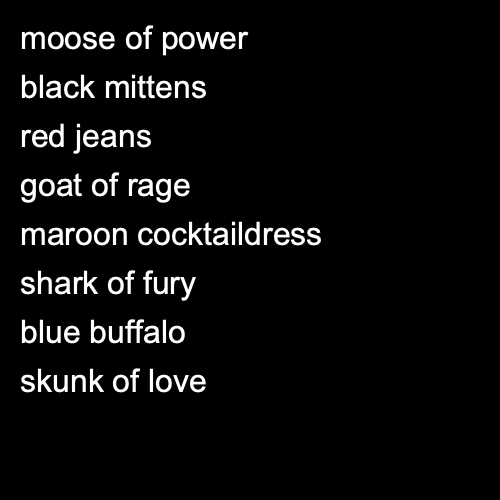 moose of power
black mittens
red jeans
goat of rage
maroon cocktaildress
shark of fury
blue buffalo
skunk of love